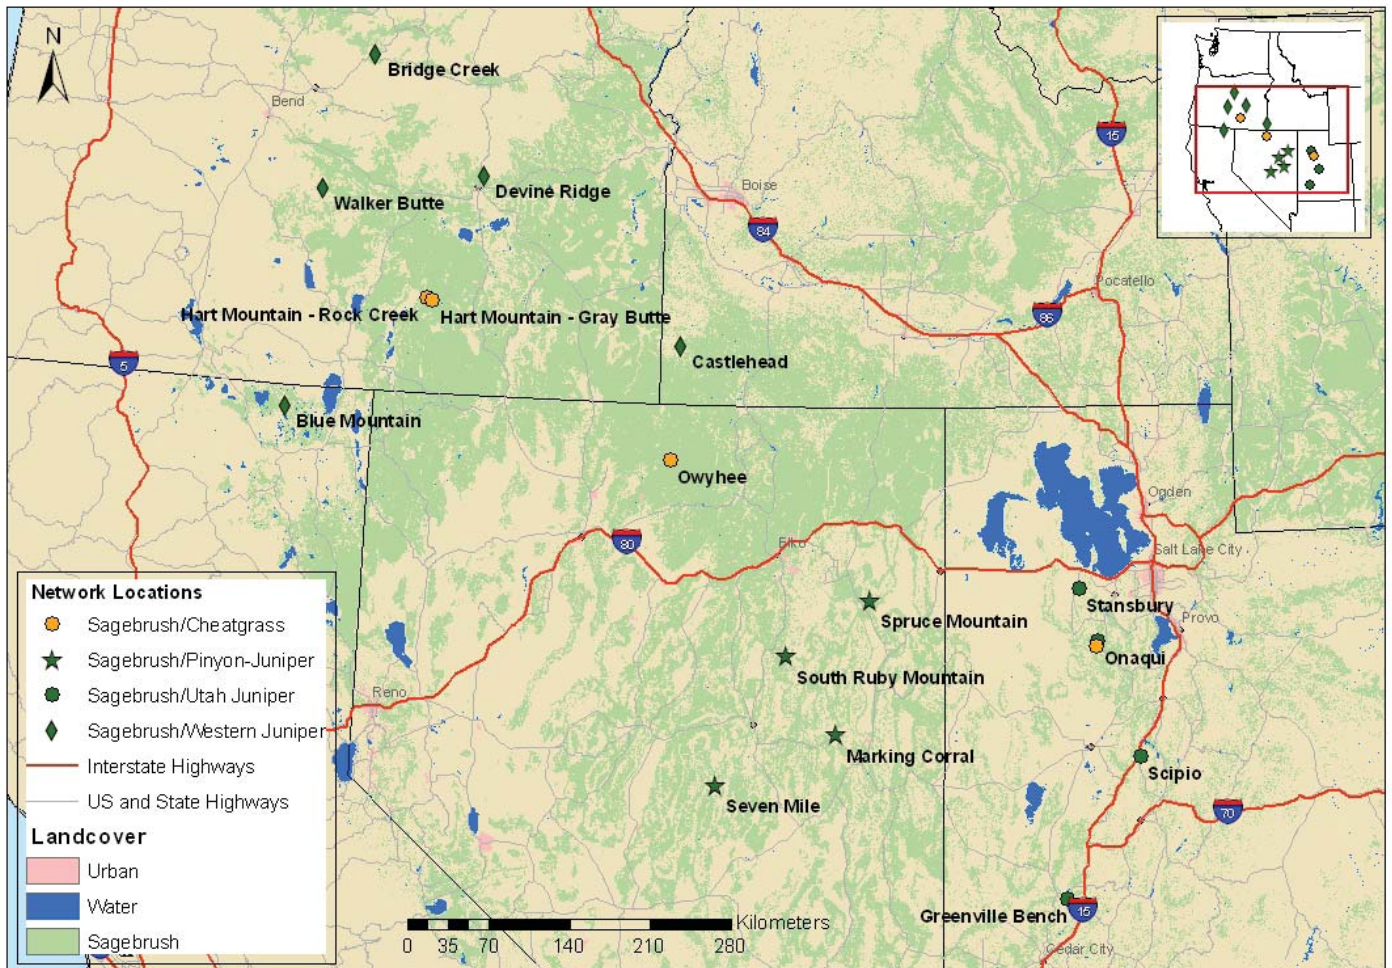 N
Bridge Creek
Bend
15
Devine Ridge
Boise
Walker Butte
84
Pocatello
Hart Mountain - Rock Creek
Hart Mountain - Gray Butte
86
5
Castlehead
Blue Mountain
Owyhee
Ogden
80
Elko
Salt Lake City
Network Locations
Stansbury
Sagebrush/Cheatgrass
Spruce Mountain
Provo
Sagebrush/Pinyon-Juniper
Onaqui
South Ruby Mountain
Sagebrush/Utah Juniper
Reno
Sagebrush/Western Juniper
Marking Corral
Interstate Highways
Scipio
US and State Highways
Seven Mile
70
Landcover
Urban
Water
15
Greenville Bench
Kilometers
Sagebrush
0 35 70 140 210 280
Cedar City